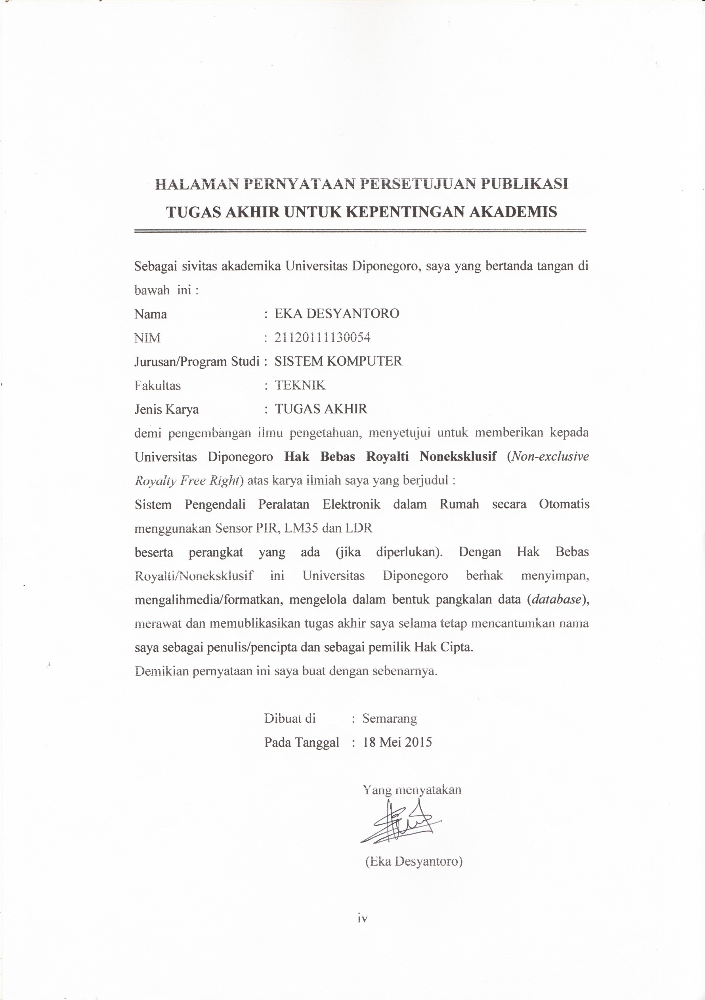 HALAMAN PERNYATAAN PERSETUJUAN PUBLIKASI
TUGAS AKHIR UNTUK KEPENTINGAN AKADEMIS
Sebagai sivitas akademika Universitas Diponegoro, saya yang bertanda tangan di
bawah ini :
Nama : EKA DESYANTORO
NIM : 21120111130054
Jurusan/Program Studi : SISTEM KOMPUTER
Fakultas : TEKNIK
Jenis Karya : TUGAS AKHIR
demi pengembangan ilmu pengetahuan, menyetujui untuk memberikan kepada
Universitas Diponegoro Hak Bebas Royalti Noneksklusif (Non-exclusive
Royalty Free Right) atas karya ilmiah saya yang berjudul :
Sistem Pengendali Peralatan Elektronik dalam Rumah secara Otomatis
menggunakan Sensor PIR, LM35 dan LDR
beserta perangkat yang ada (jika diperlukan). Dengan Hak Bebas
Royalti/Noneksklusif ini Universitas Diponegoro berhak menyimpan,
mengalihmedia/formatkan, mengelola dalam bentuk pangkalan data (database),
merawat dan memublikasikan tugas akhir saya selama tetap mencantumkan nama
saya sebagai penulis/pencipta dan sebagai pemilik Hak Cipta.
Demikian pernyataan ini saya buat dengan sebenarnya.
Dibuat di : Semarang
Pada Tanggal : 18 Mei 2015
Yang menyatakan
(Eka Desyantoro)
iv